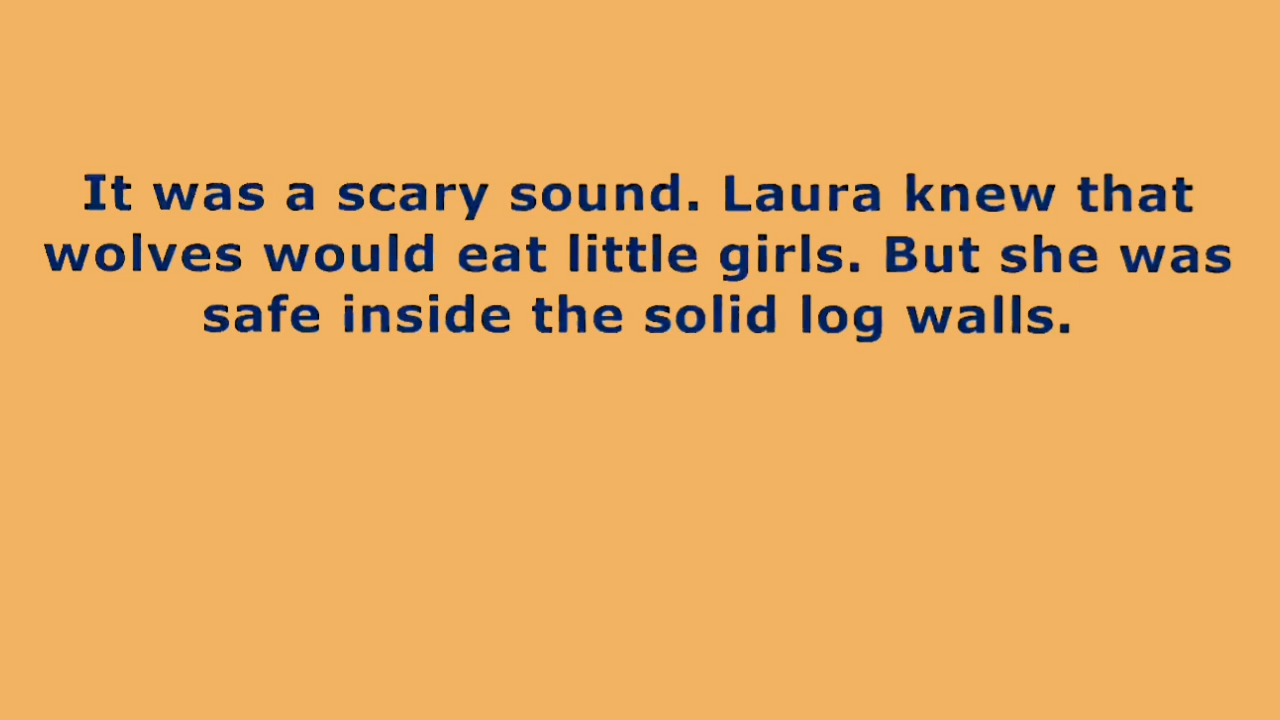 It was a scary sound. Laura knew that
wolves would eat little girls. But she was
safe inside the solid log walls.